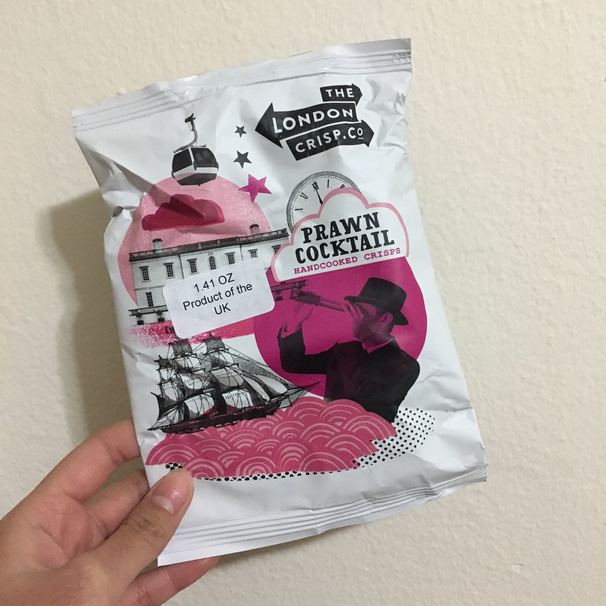 THE
LONDON
CRISP.Co
PRAWN
COCKTAIL
HANDCOOKED CRISPS
1.41 OZ
Product of the
UK